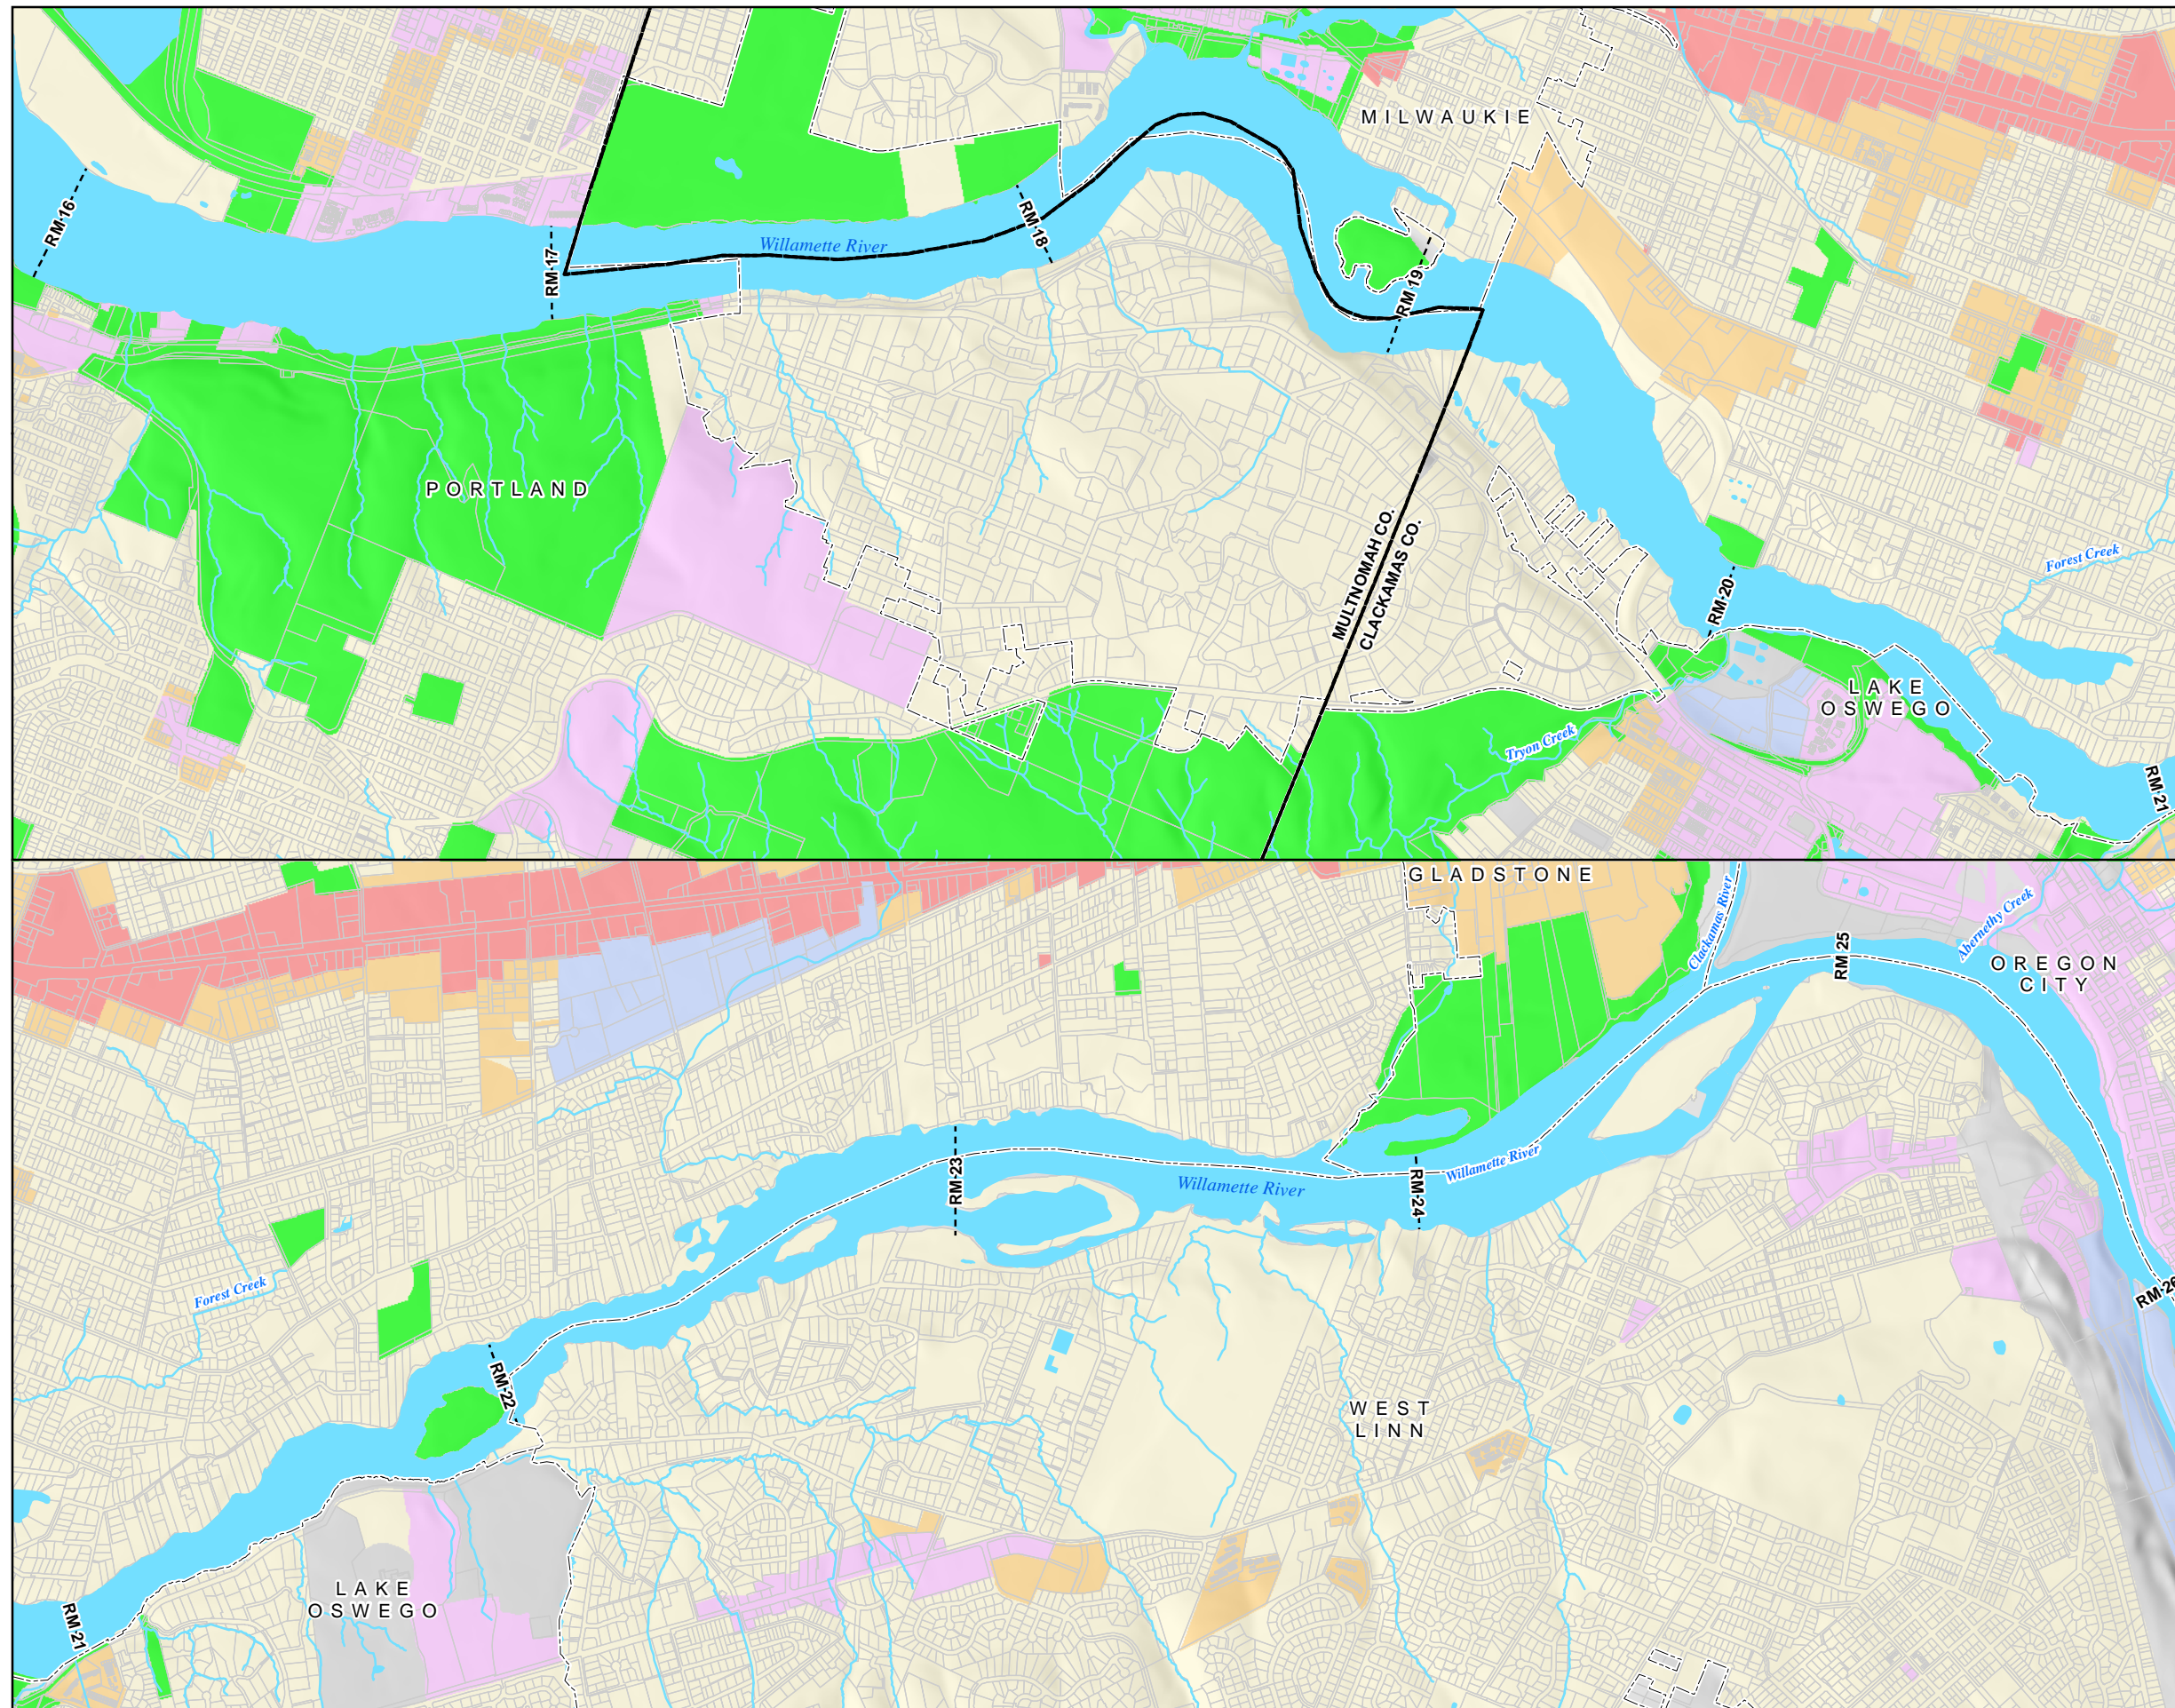 MILWAUKIE
RM 16
RM 17
Willamette River
RM 18
RM 19
PORTLAND
MULTNOMAH CO.
CLACKAMAS CO.
Forest Creek
RM 20
LAKE
OSWEGO
Tryon Creek
RM 21
GLADSTONE
Clackamas River
RM 25
Abernethy Creek
OREGON
CITY
RM 23
Willamette River
Willamette River
RM 24
Forest Creek
RM 26
RM 22
WEST
LINN
LAKE
OSWEGO
RM 21